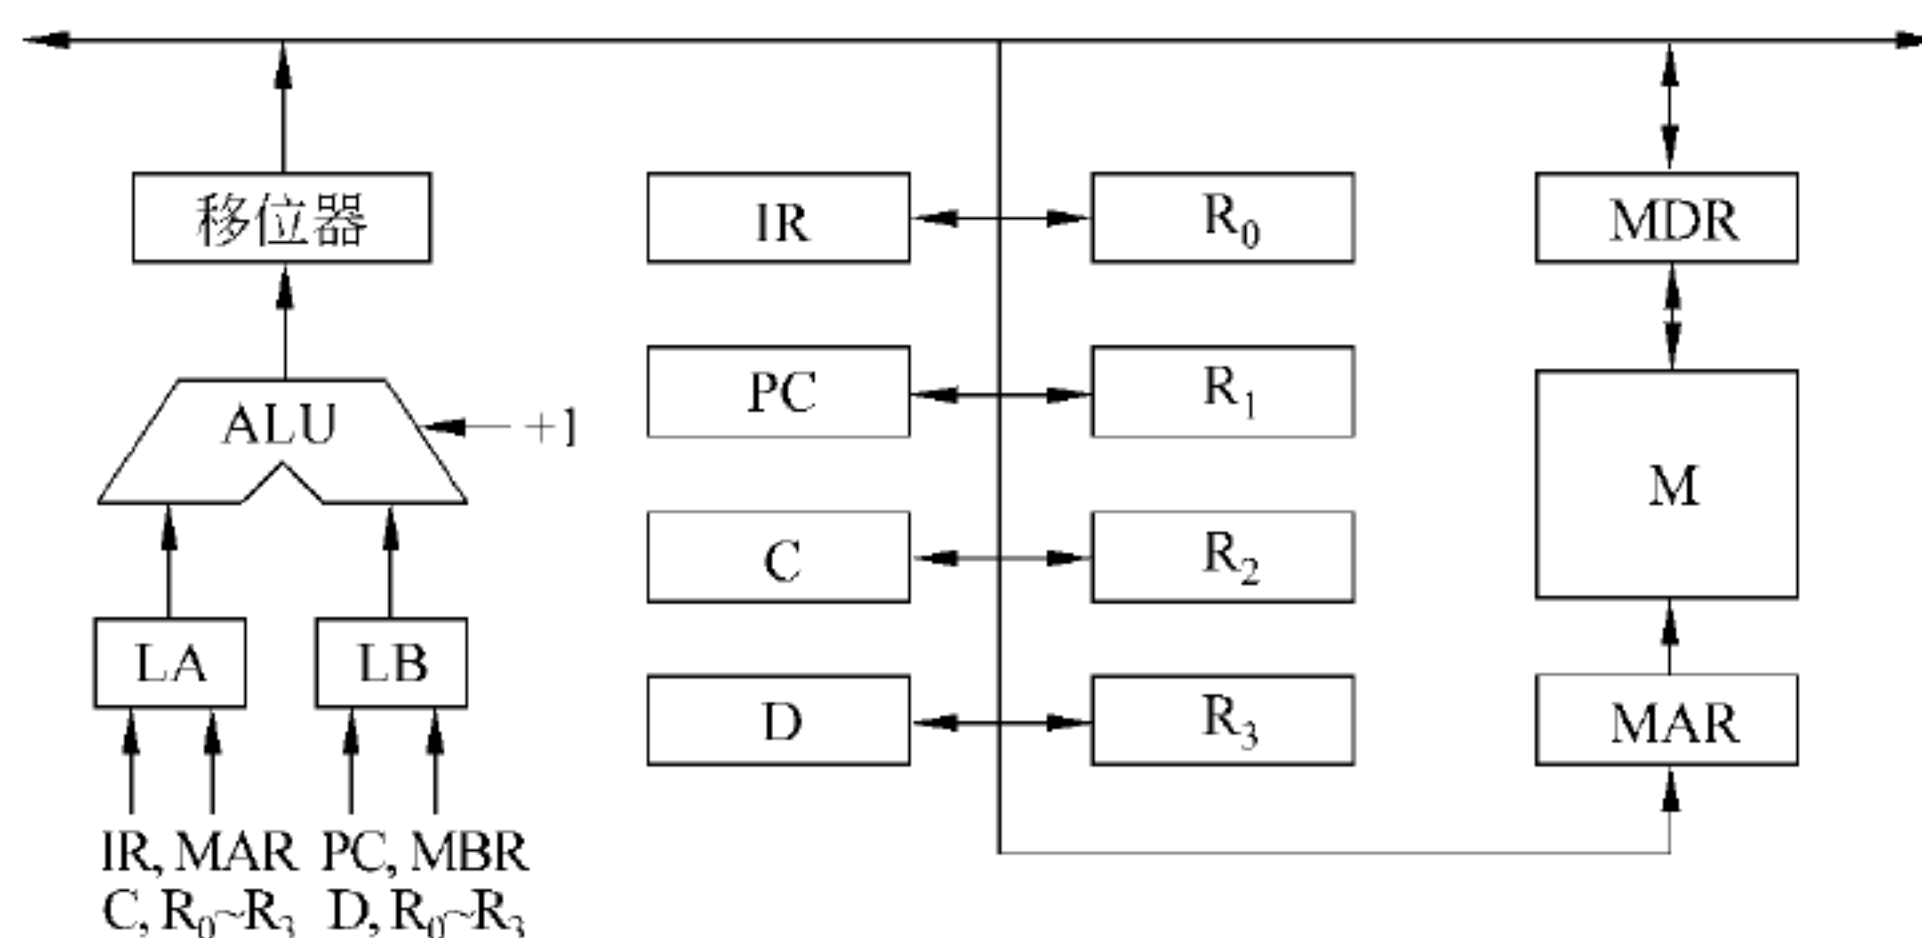 移位器
IR
R₀
MDR
ALU
+1
PC
R₁
M
C
R₂
LA
LB
D
R₃
MAR
IR, MAR PC, MBR
C, R₀~R₃ D, R₀~R₃